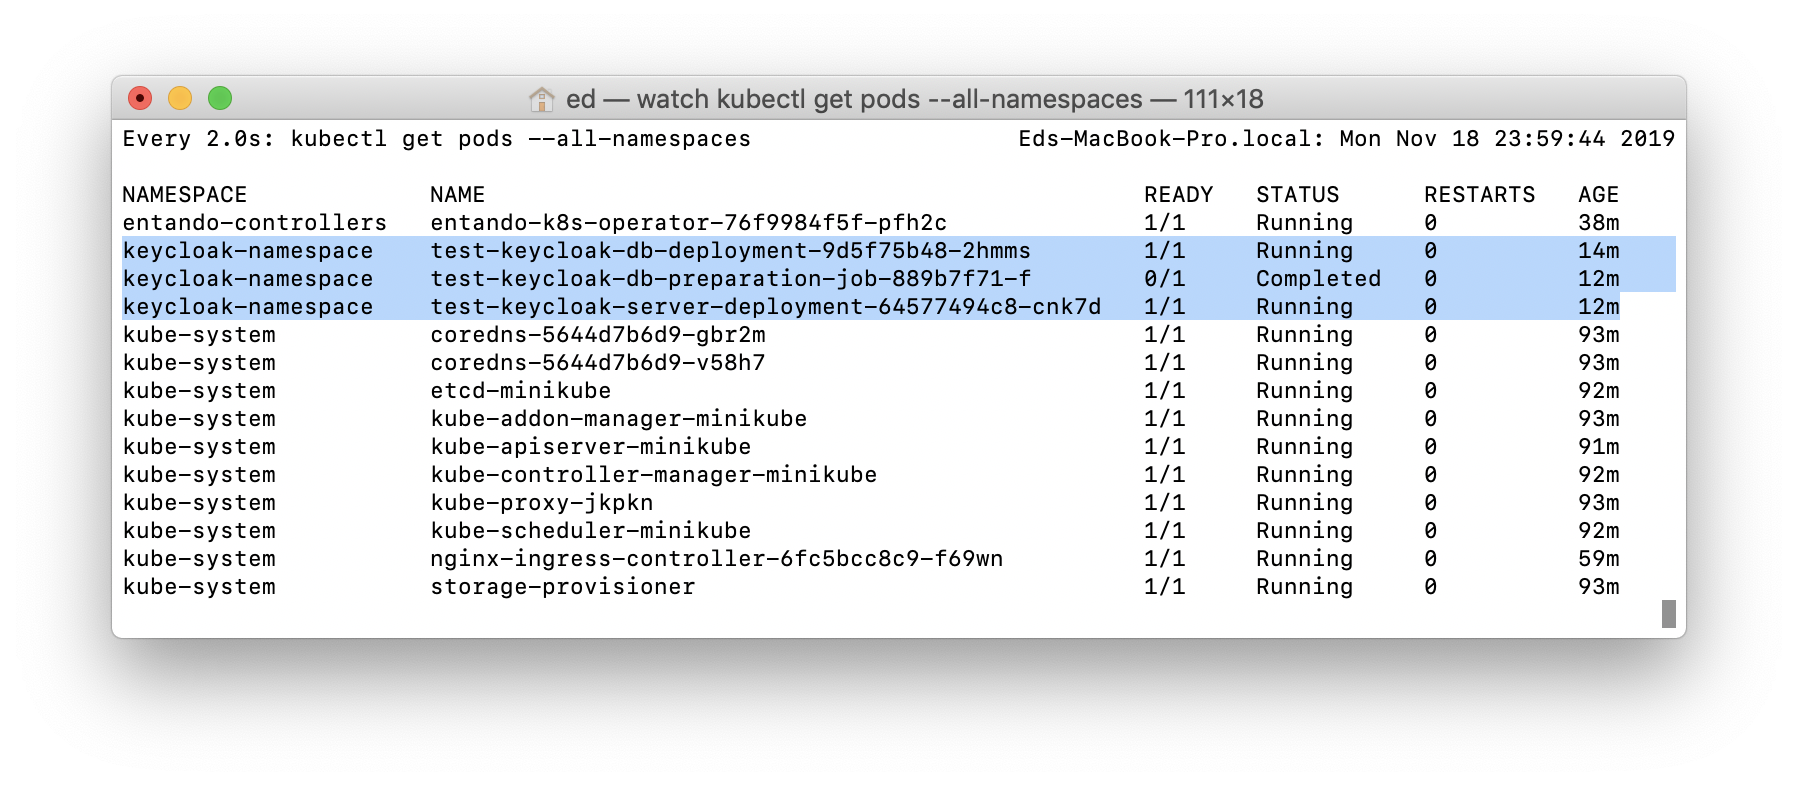 ed — watch kubectl get pods --all-namespaces — 111×18
Every 2.0s: kubectl get pods --all-namespaces Eds-MacBook-Pro.local: Mon Nov 18 23:59:44 2019
NAMESPACE NAME READY STATUS RESTARTS AGE
entando-controllers entando-k8s-operator-76f9984f5f-pfh2c 1/1 Running 0 38m
keycloak-namespace test-keycloak-db-deployment-9d5f75b48-2hmms 1/1 Running 0 14m
keycloak-namespace test-keycloak-db-preparation-job-889b7f71-f 0/1 Completed 0 12m
keycloak-namespace test-keycloak-server-deployment-64577494c8-cnk7d 1/1 Running 0 12m
kube-system coredns-5644d7b6d9-gbr2m 1/1 Running 0 93m
kube-system coredns-5644d7b6d9-v58h7 1/1 Running 0 93m
kube-system etcd-minikube 1/1 Running 0 92m
kube-system kube-addon-manager-minikube 1/1 Running 0 93m
kube-system kube-apiserver-minikube 1/1 Running 0 91m
kube-system kube-controller-manager-minikube 1/1 Running 0 92m
kube-system kube-proxy-jkpkn 1/1 Running 0 93m
kube-system kube-scheduler-minikube 1/1 Running 0 92m
kube-system nginx-ingress-controller-6fc5bcc8c9-f69wn 1/1 Running 0 59m
kube-system storage-provisioner 1/1 Running 0 93m